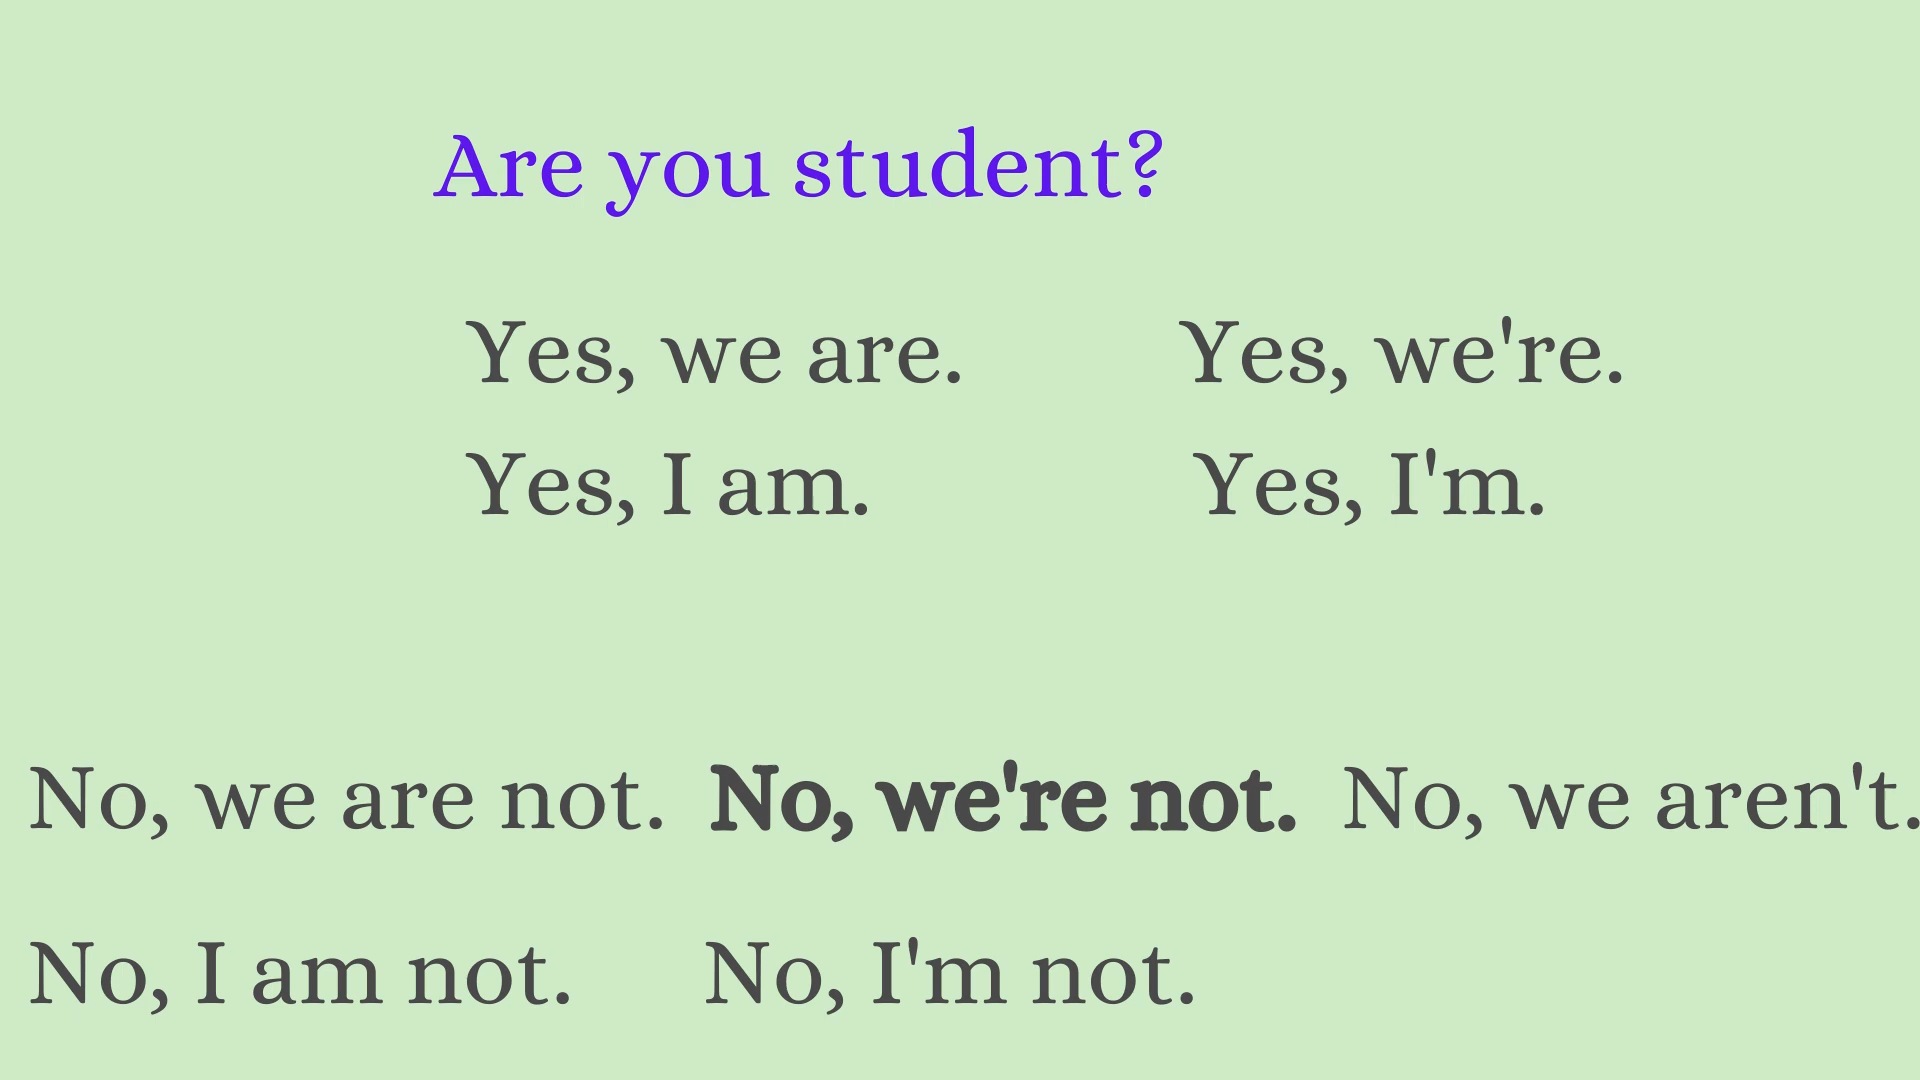 Are you student?
Yes, we are. Yes, we're.
Yes, I am. Yes, I'm.
No, we are not. No, we're not. No, we aren't.
No, I am not. No, I'm not.